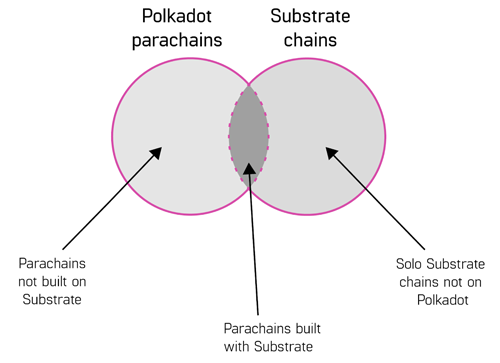 Polkadot
parachains
Substrate
chains
Parachains
not built on
Substrate
Parachains built
with Substrate
Solo Substrate
chains not on
Polkadot